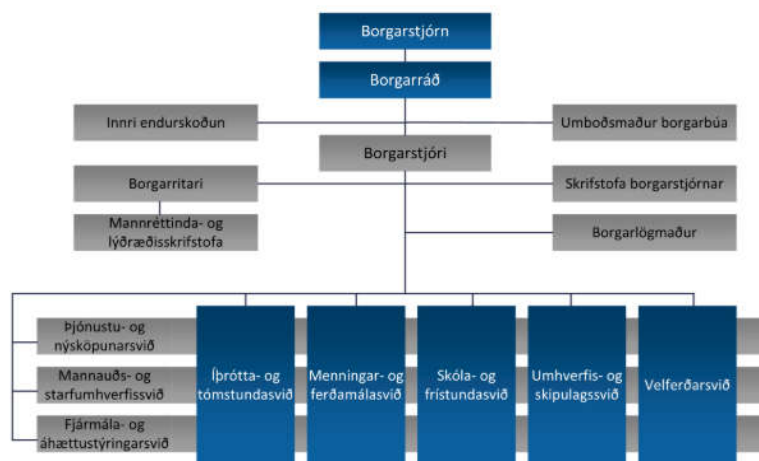 Borgarstjórn
Borgarráð
Innri endurskoðun
Umboðsmaður borgarbúa
Borgarstjóri
Borgarritari
Skrifstofa borgarstjórnar
Mannréttinda- og
lýðræðisskrifstofa
Borgarlögmaður
Þjónustu- og
nýsköpunarsvið
Mannauðs- og
starfumhverfissvið
Fjármála- og
áhættustýringarsvið
Íþrótta- og
tómstundasvið
Menningar- og
ferðamálasvið
Skóla- og
frístundasvið
Umhverfis- og
skipulagssvið
Velferðarsvið